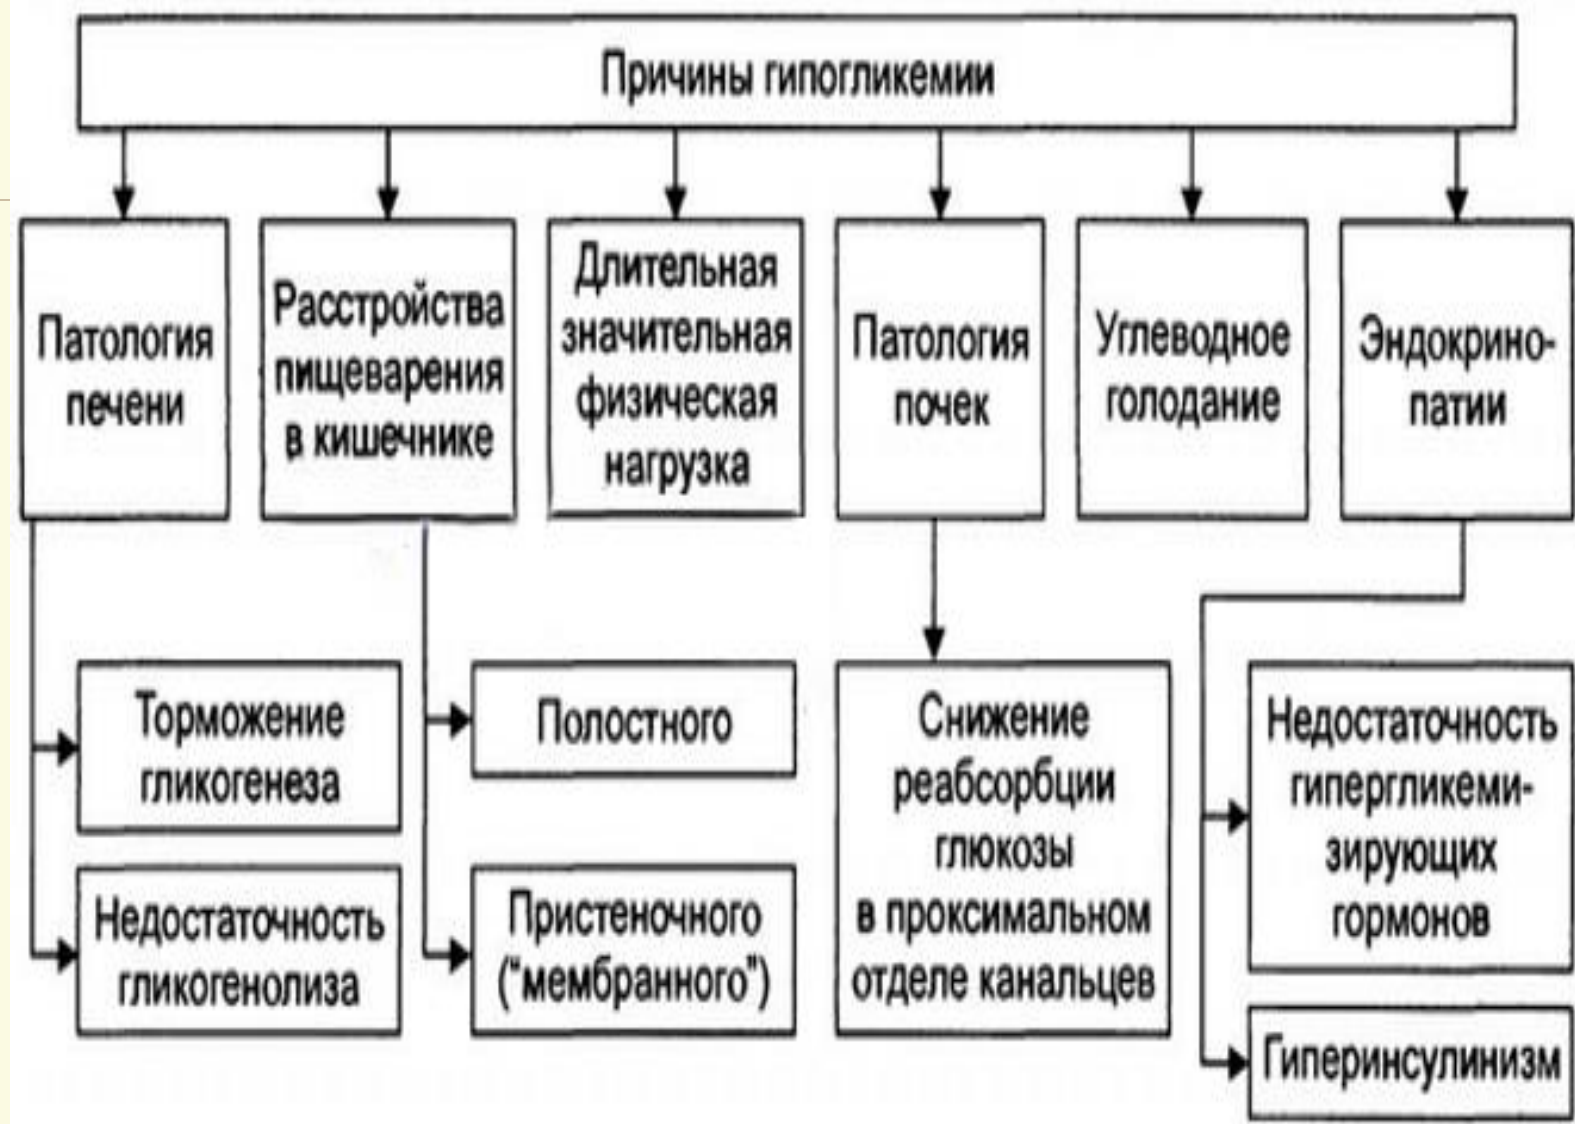 Причины гипогликемии
Патология
печени
Расстройства
пищеварения
в кишечнике
Длительная
значительная
физическая
нагрузка
Патология
почек
Углеводное
голодание
Эндокрино-
патии
Торможение
гликогенеза
Недостаточность
гликогенолиза
Полостного
Пристеночного
(“мембранного”)
Снижение
реабсорбции
глюкозы
в проксимальном
отделе канальцев
Недостаточность
гипергликеми-
зирующих
гормонов
Гиперинсулинизм